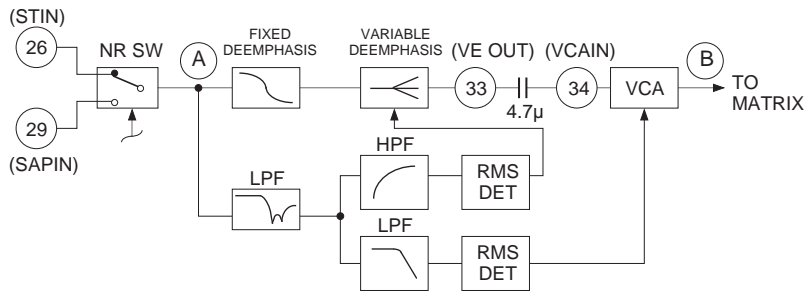 (STIN)
26
NR SW
A
FIXED
DEEMPHASIS
VARIABLE
DEEMPHASIS
(VE OUT)
33
4.7μ
(VCAIN)
34
VCA
B
TO
MATRIX
29
(SAPIN)
LPF
HPF
RMS
DET
LPF
RMS
DET